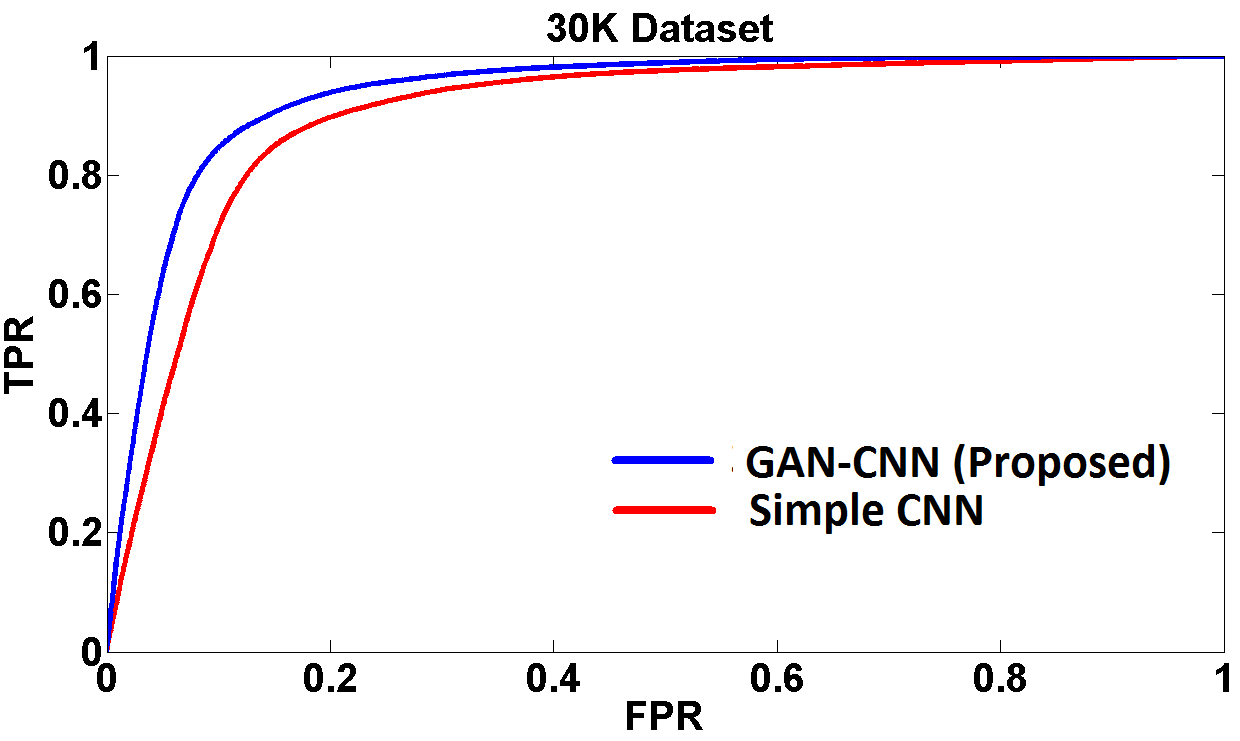 30K Dataset
1
0.8
0.6
0.4
0.2
0
TPR
GAN-CNN (Proposed)
Simple CNN
0 0.2 0.4 0.6 0.8 1
FPR